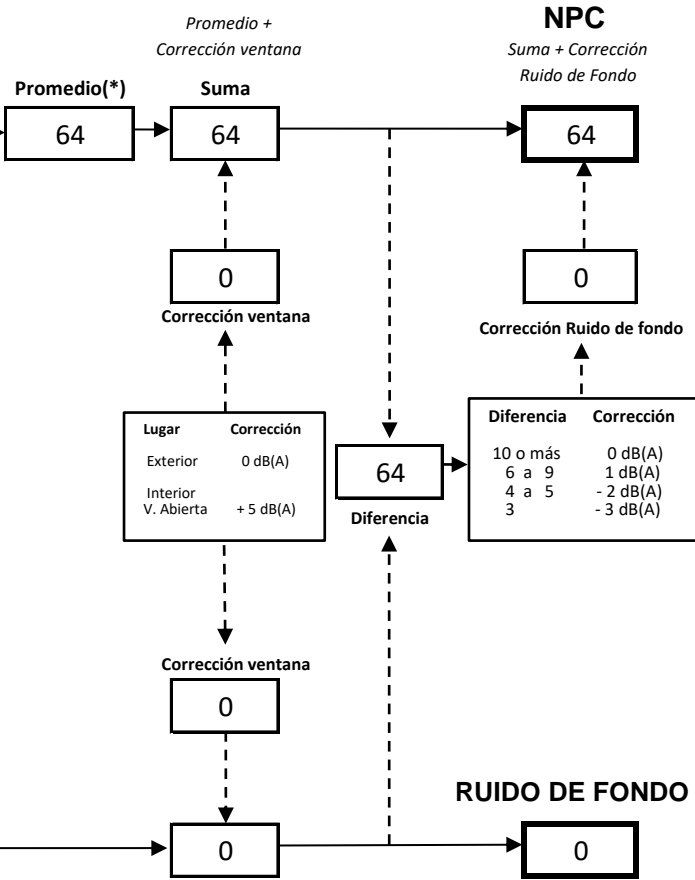 Promedio +
Corrección ventana
NPC
Suma + Corrección
Ruido de Fondo
Promedio(*)
Suma
64
64
64
0
0
Corrección ventana
Corrección Ruido de fondo
Lugar Corrección
Exterior 0 dB(A)
Interior
V. Abierta + 5 dB(A)
64
Diferencia
Diferencia Corrección
10 o más 0 dB(A)
6 a 9 1 dB(A)
4 a 5 - 2 dB(A)
3 - 3 dB(A)
Corrección ventana
0
RUIDO DE FONDO
0
0